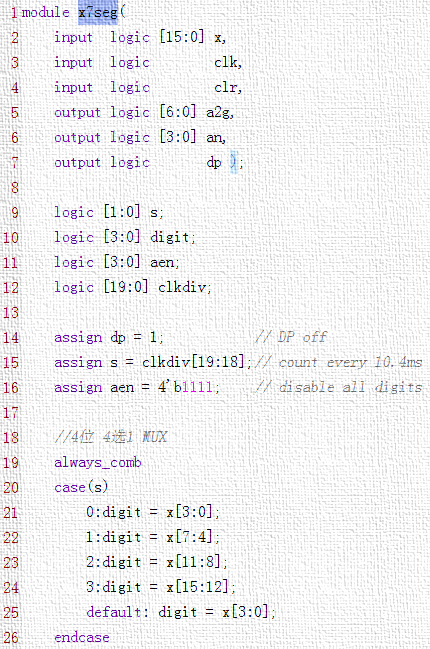 1 module x7seg(
2     input  logic [15:0] x,
3     input  logic        clk,
4     input  logic        clr,
5     output logic [6:0] a2g,
6     output logic [3:0] an,
7     output logic       dp );
8
9     logic [1:0] s;
10     logic [3:0] digit;
11     logic [3:0] aen;
12     logic [19:0] clkdiv;
13
14     assign dp = 1;            // DP off
15     assign s = clkdiv[19:18];// count every 10.4ms
16     assign aen = 4'b1111;     // disable all digits
17
18     //4位 4选1 MUX
19     always_comb
20     case(s)
21         0:digit = x[3:0];
22         1:digit = x[7:4];
23         2:digit = x[11:8];
24         3:digit = x[15:12];
25         default: digit = x[3:0];
26     endcase